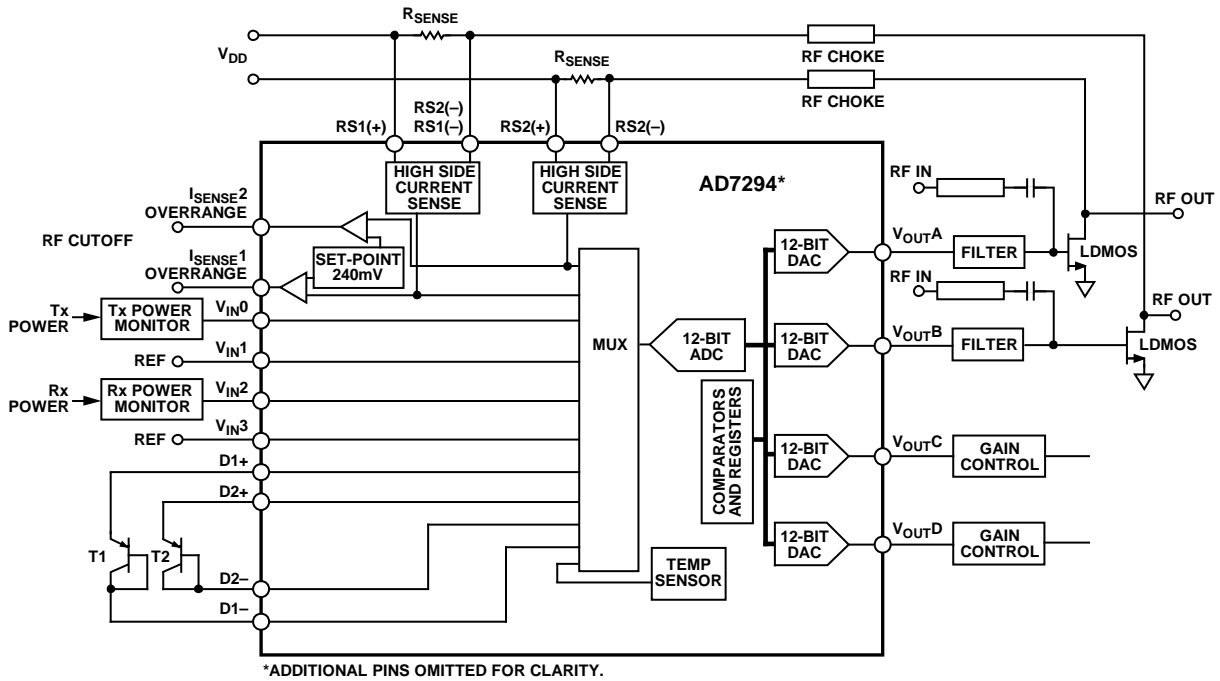 RSENSE
VDD
RF CHOKE
RSENSE
RF CHOKE
RS2(–)
RS1(+)
RS1(–)
RS2(+)
RS2(–)
HIGH SIDE
CURRENT
SENSE
HIGH SIDE
CURRENT
SENSE
AD7294*
RF IN
RF OUT
ISENSE2
OVERRANGE
RF CUTOFF
SET-POINT
240mV
12-BIT
DAC
VOUTA
FILTER
LDMOS
ISENSE1
OVERRANGE
RF IN
RF OUT
Tx
POWER
Tx POWER
MONITOR
VIN0
MUX
12-BIT
ADC
12-BIT
DAC
VOUTB
FILTER
LDMOS
REF
VIN1
Rx
POWER
Rx POWER
MONITOR
VIN2
REF
VIN3
COMPARATORS
AND REGISTERS
12-BIT
DAC
VOUTC
GAIN
CONTROL
D1+
D2+
T1
T2
12-BIT
DAC
VOUTD
GAIN
CONTROL
TEMP
SENSOR
D2–
D1–
*ADDITIONAL PINS OMITTED FOR CLARITY.